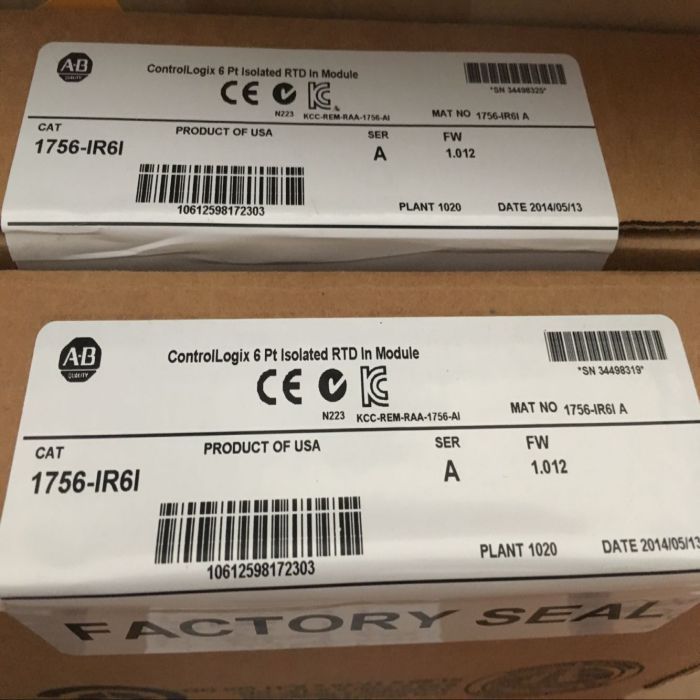 A-B
QUALITY
ControlLogix 6 Pt Isolated RTD In Module
*SN 34498325*
N223 KCC-REM-RAA-1756-AI
MAT NO 1756-IR6I A
CAT
PRODUCT OF USA
SER
FW
1756-IR6I
A
1.012
10612598172303
PLANT 1020
DATE 2014/05/13
A-B
QUALITY
ControlLogix 6 Pt Isolated RTD In Module
*SN 34498319*
N223 KCC-REM-RAA-1756-AI
MAT NO 1756-IR6I A
CAT
PRODUCT OF USA
SER
FW
1756-IR6I
A
1.012
10612598172303
PLANT 1020
DATE 2014/05/13
FACTORY SEAL